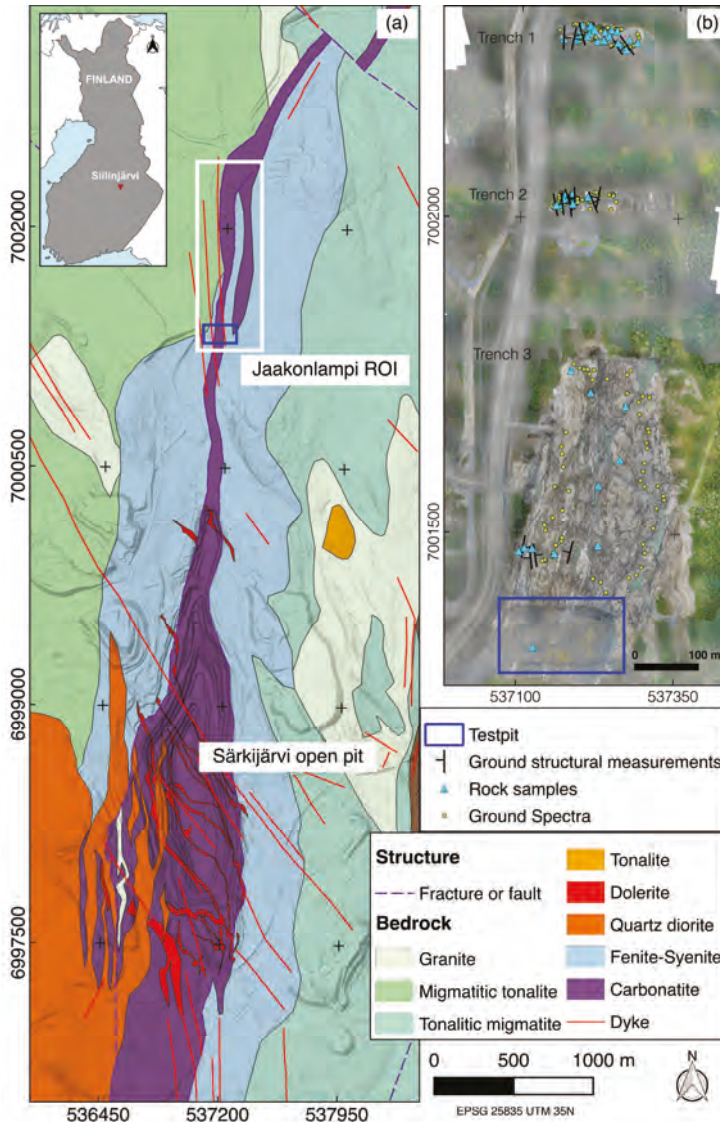 (a)
FINLAND
Siilinjärvi
7002000
7000500
6999000
6997500
Jaakonlampi ROI
Särkijärvi open pit
536450
537200
537950
(b)
Trench 1
Trench 2
Trench 3
7002000
7001500
0 100 m
537100
537350
Testpit
Ground structural measurements
Rock samples
Ground Spectra
Structure
Fracture or fault
Bedrock
Granite
Migmatitic tonalite
Tonalitic migmatite
Tonalite
Dolerite
Quartz diorite
Fenite-Syenite
Carbonatite
Dyke
0 500 1000 m
EPSG 25835 UTM 35N
N